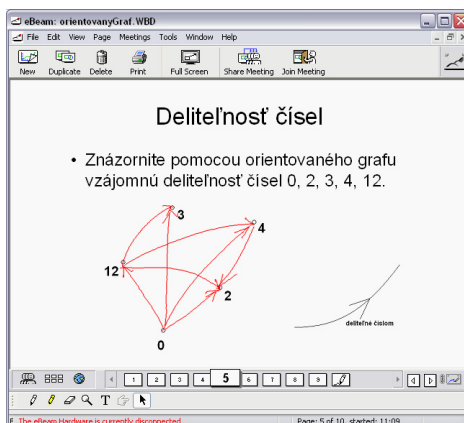 eBeam: orientovanyGraf.WBD
File Edit View Page Meetings Tools Window Help
New Duplicate Delete Print Full Screen Share Meeting Join Meeting
Deliteľnosť čísel
• Znázornite pomocou orientovaného grafu
vzájomnú deliteľnosť čísel 0, 2, 3, 4, 12.
3
4
12
2
0
deliteľné číslom
1 2 3 4 5 6 7 8 9
T
The eBeam Hardware is currently disconnected
Page: 5 of 10, started: 11:09